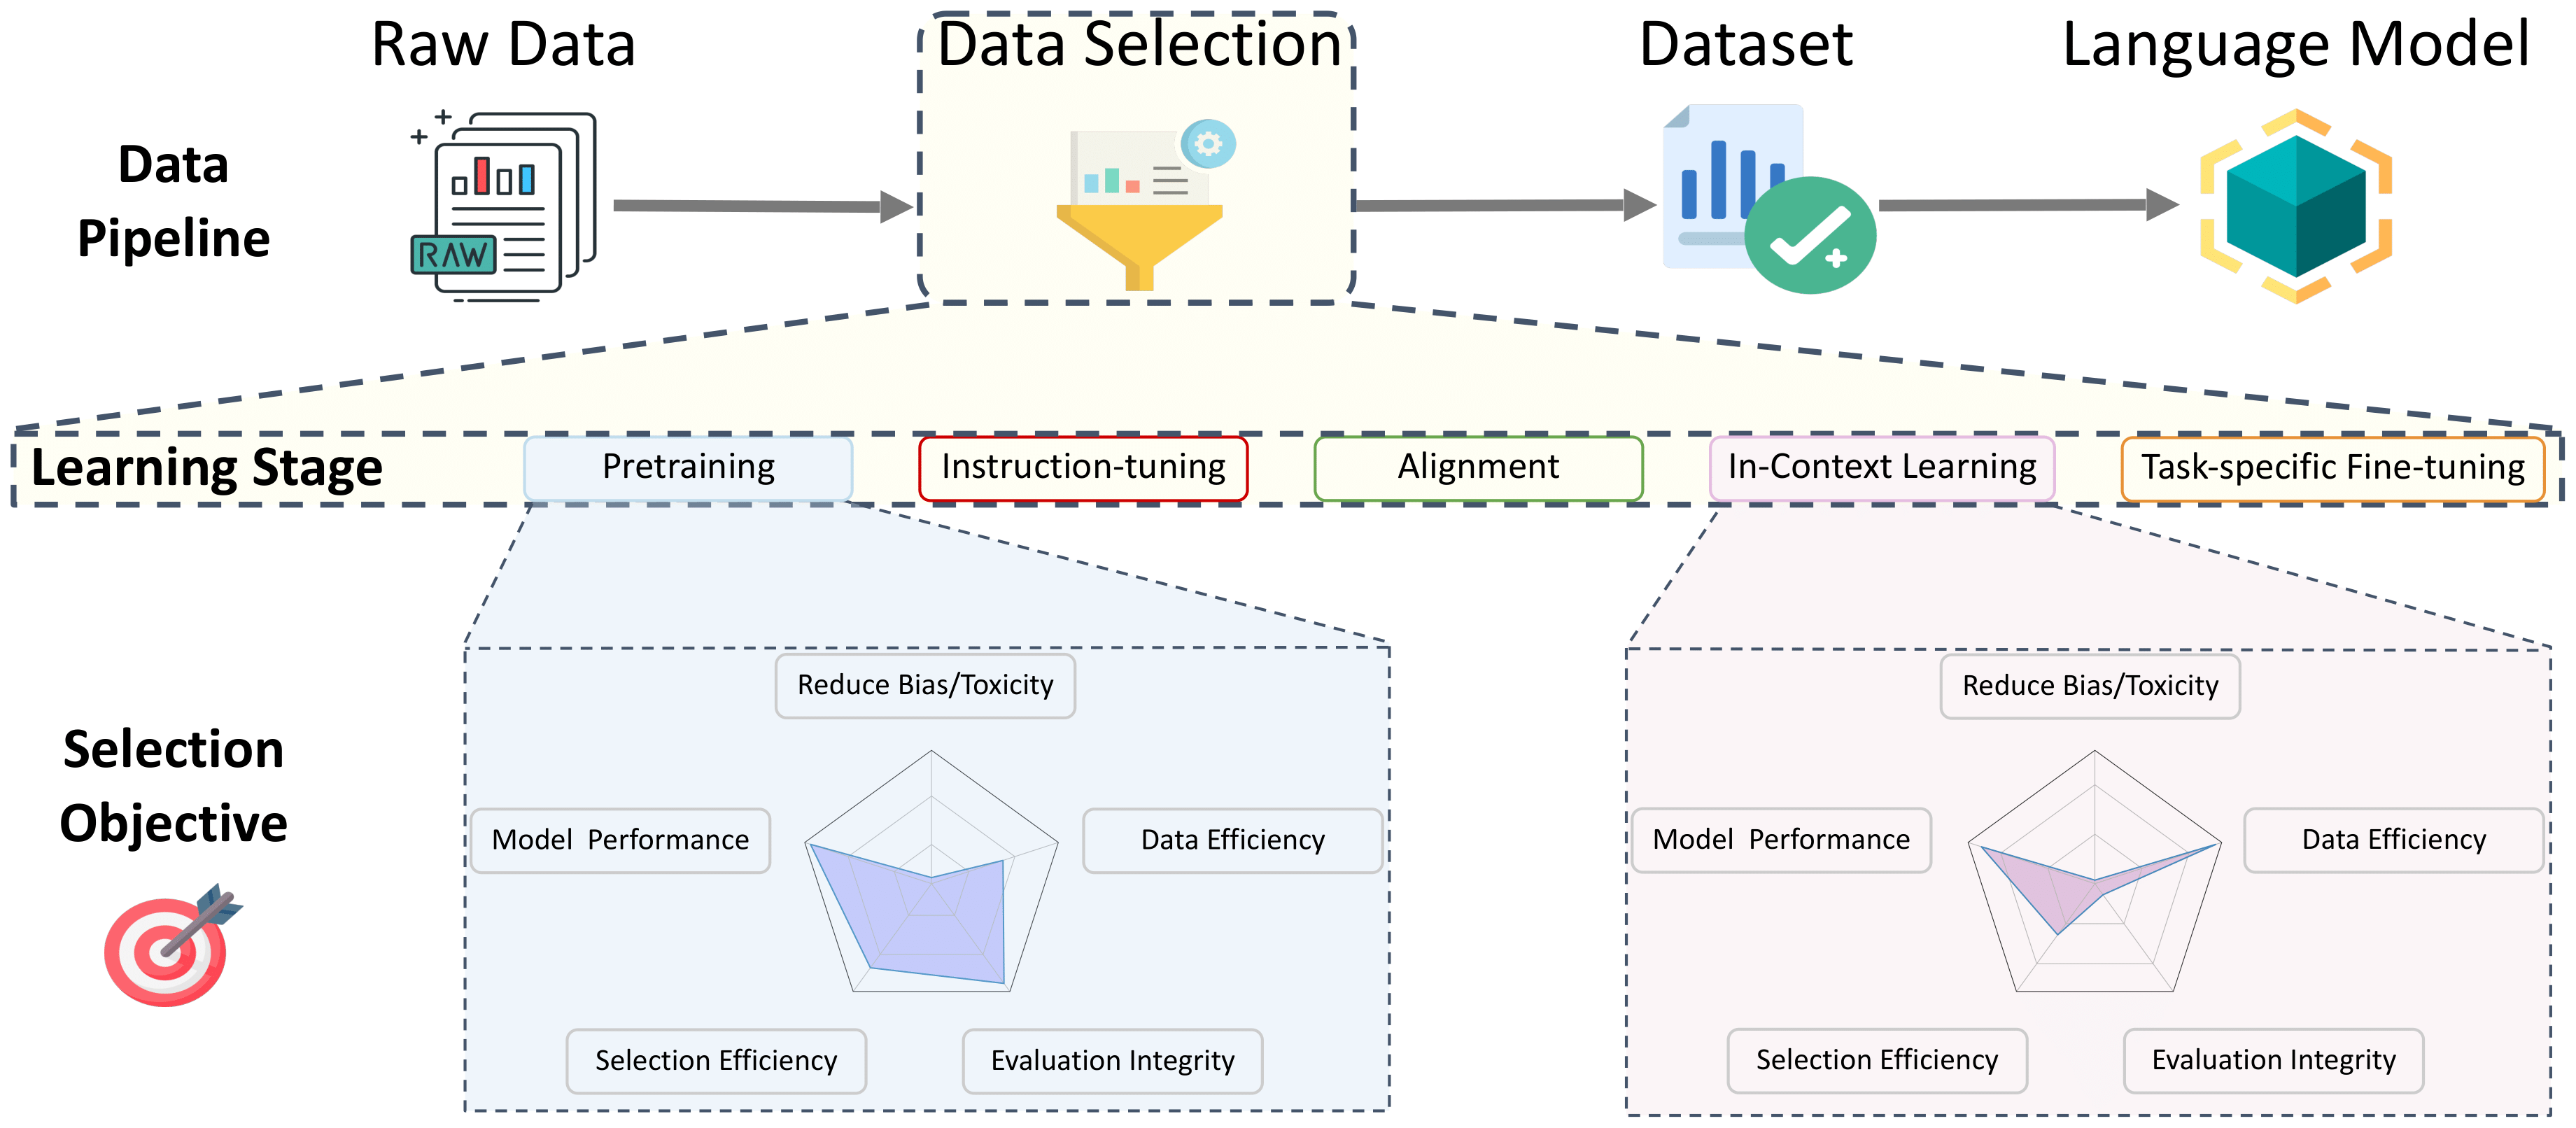 Raw Data
Data Selection
Dataset
Language Model
Data
Pipeline
RAW
Learning Stage
Pretraining
Instruction-tuning
Alignment
In-Context Learning
Task-specific Fine-tuning
Selection
Objective
Reduce Bias/Toxicity
Model Performance
Data Efficiency
Selection Efficiency
Evaluation Integrity
Reduce Bias/Toxicity
Model Performance
Data Efficiency
Selection Efficiency
Evaluation Integrity